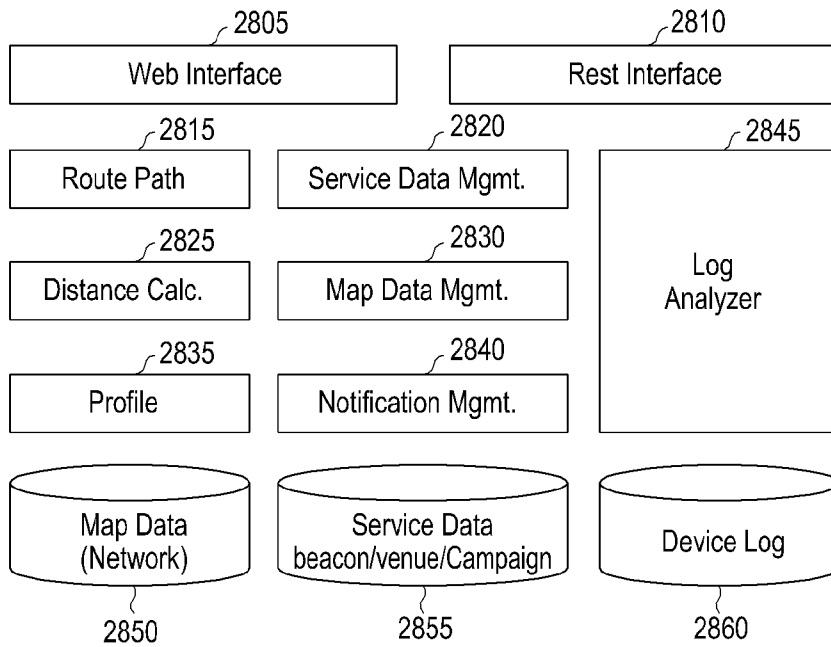 2805
2810
Web Interface
Rest Interface
2815
2820
2845
Route Path
Service Data Mgmt.
2825
2830
Distance Calc.
Map Data Mgmt.
Log
Analyzer
2835
2840
Profile
Notification Mgmt.
Map Data
(Network)
Service Data
beacon/venue/Campaign
Device Log
2850
2855
2860